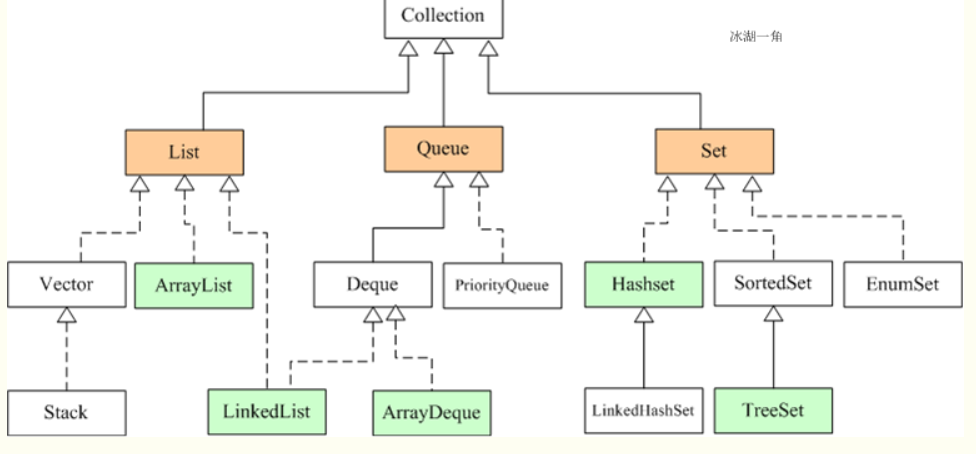 Collection
冰湖一角
List
Queue
Set
Vector
ArrayList
Deque
PriorityQueue
Hashset
SortedSet
EnumSet
Stack
LinkedList
ArrayDeque
LinkedHashSet
TreeSet